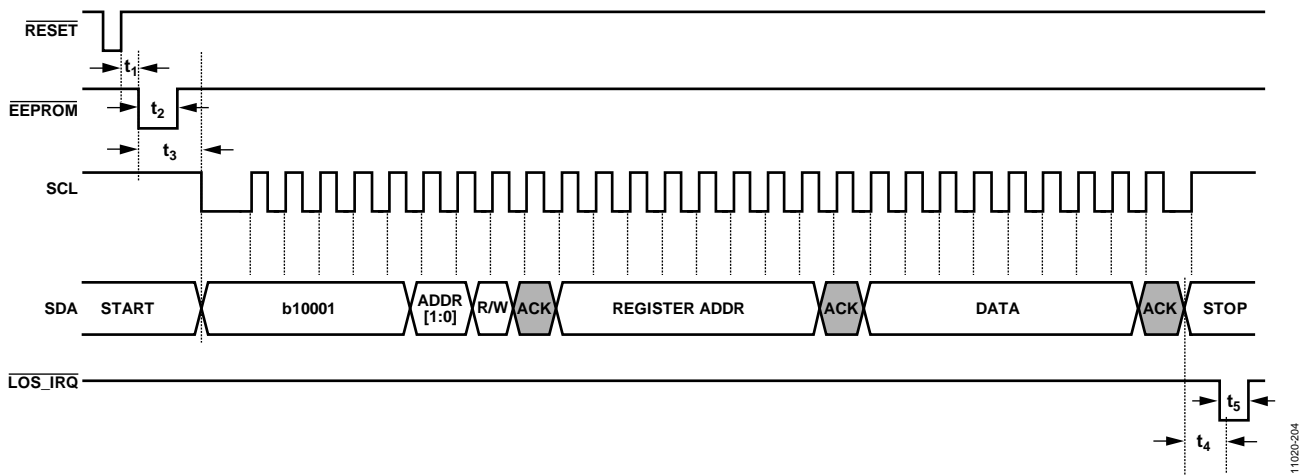 RESET
t1
EEPROM
t2
t3
SCL
SDA START b10001 ADDR [1:0] R/W ACK REGISTER ADDR ACK DATA ACK STOP
LOS_IRQ
t5
t4
11020-204